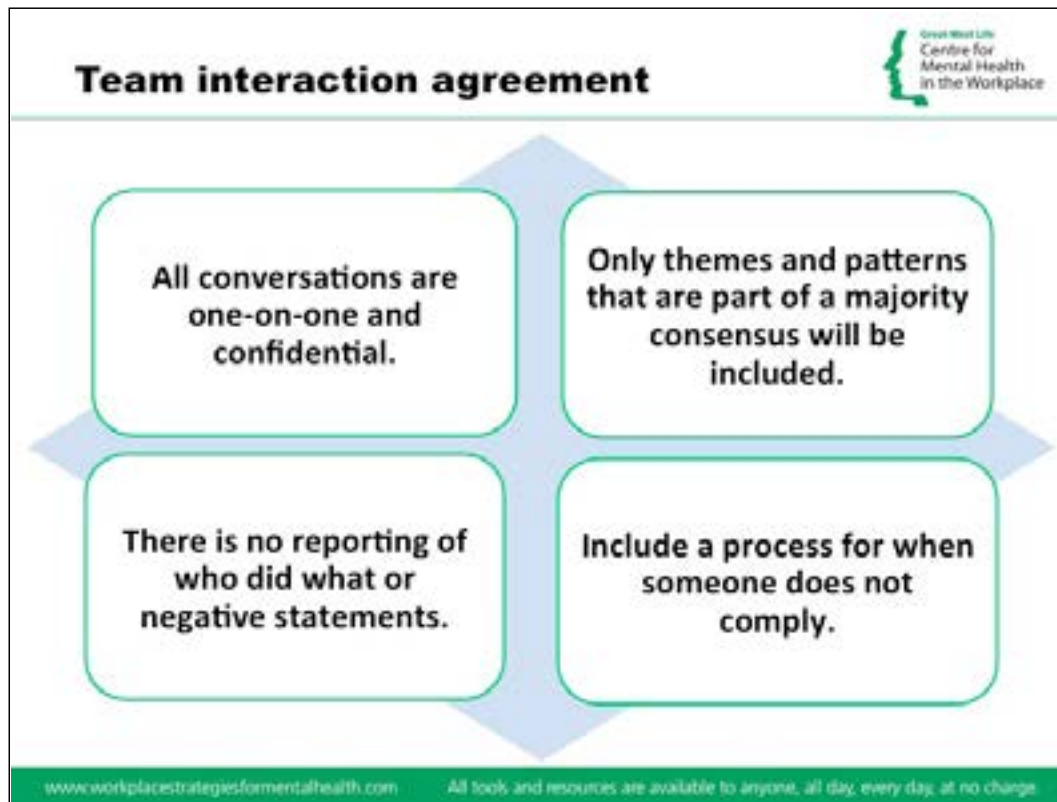 Team interaction agreement
Great-West Life
Centre for
Mental Health
in the Workplace
All conversations are
one-on-one and
confidential.
Only themes and patterns
that are part of a majority
consensus will be
included.
There is no reporting of
who did what or
negative statements.
Include a process for when
someone does not
comply.
www.workplacestrategiesformentalhealth.com All tools and resources are available to anyone, all day, every day, at no charge.